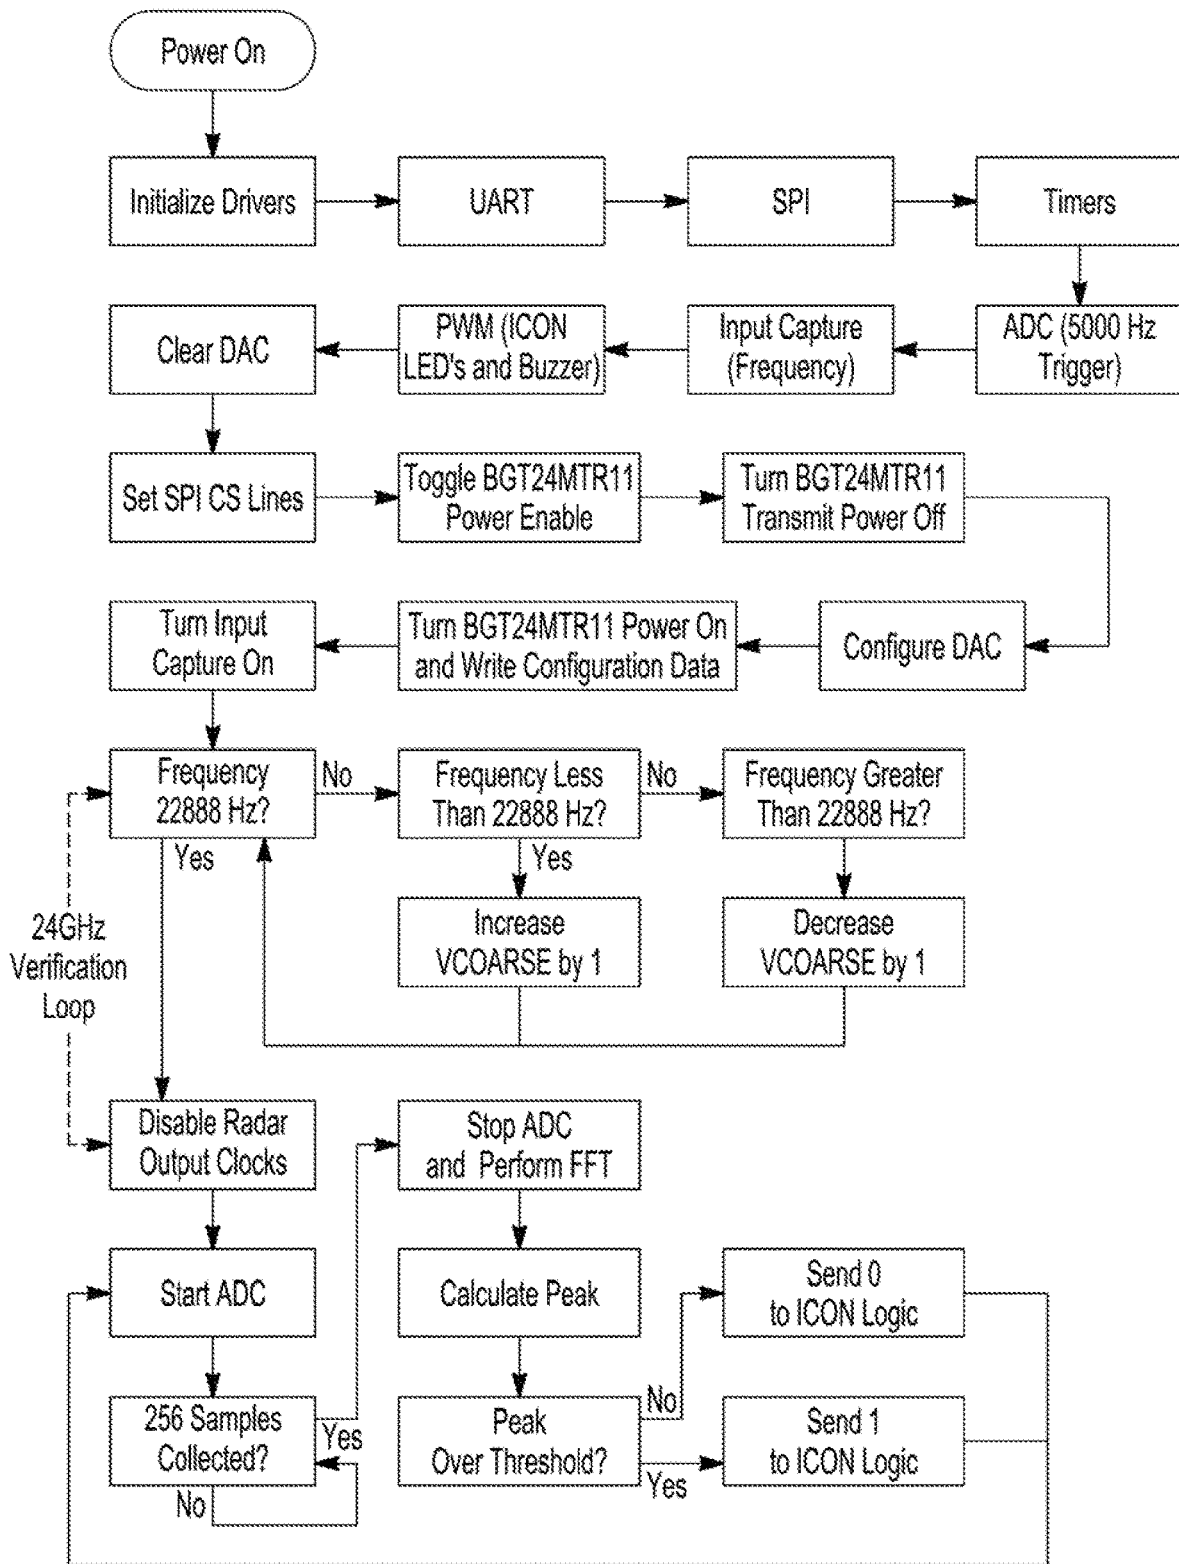 Power On
Initialize Drivers
UART
SPI
Timers
Clear DAC
PWM (ICON
LED's and Buzzer)
Input Capture
(Frequency)
ADC (5000 Hz
Trigger)
Set SPI CS Lines
Toggle BGT24MTR11
Power Enable
Turn BGT24MTR11
Transmit Power Off
Turn Input
Capture On
Turn BGT24MTR11 Power On
and Write Configuration Data
Configure DAC
Frequency
22888 Hz?
No
Frequency Less
Than 22888 Hz?
No
Frequency Greater
Than 22888 Hz?
Yes
Yes
24GHz
Verification
Loop
Increase
VCOARSE by 1
Decrease
VCOARSE by 1
Disable Radar
Output Clocks
Stop ADC
and Perform FFT
Start ADC
Calculate Peak
Send 0
to ICON Logic
256 Samples
Collected?
Yes
No
Peak
Over Threshold?
No
Yes
Send 1
to ICON Logic